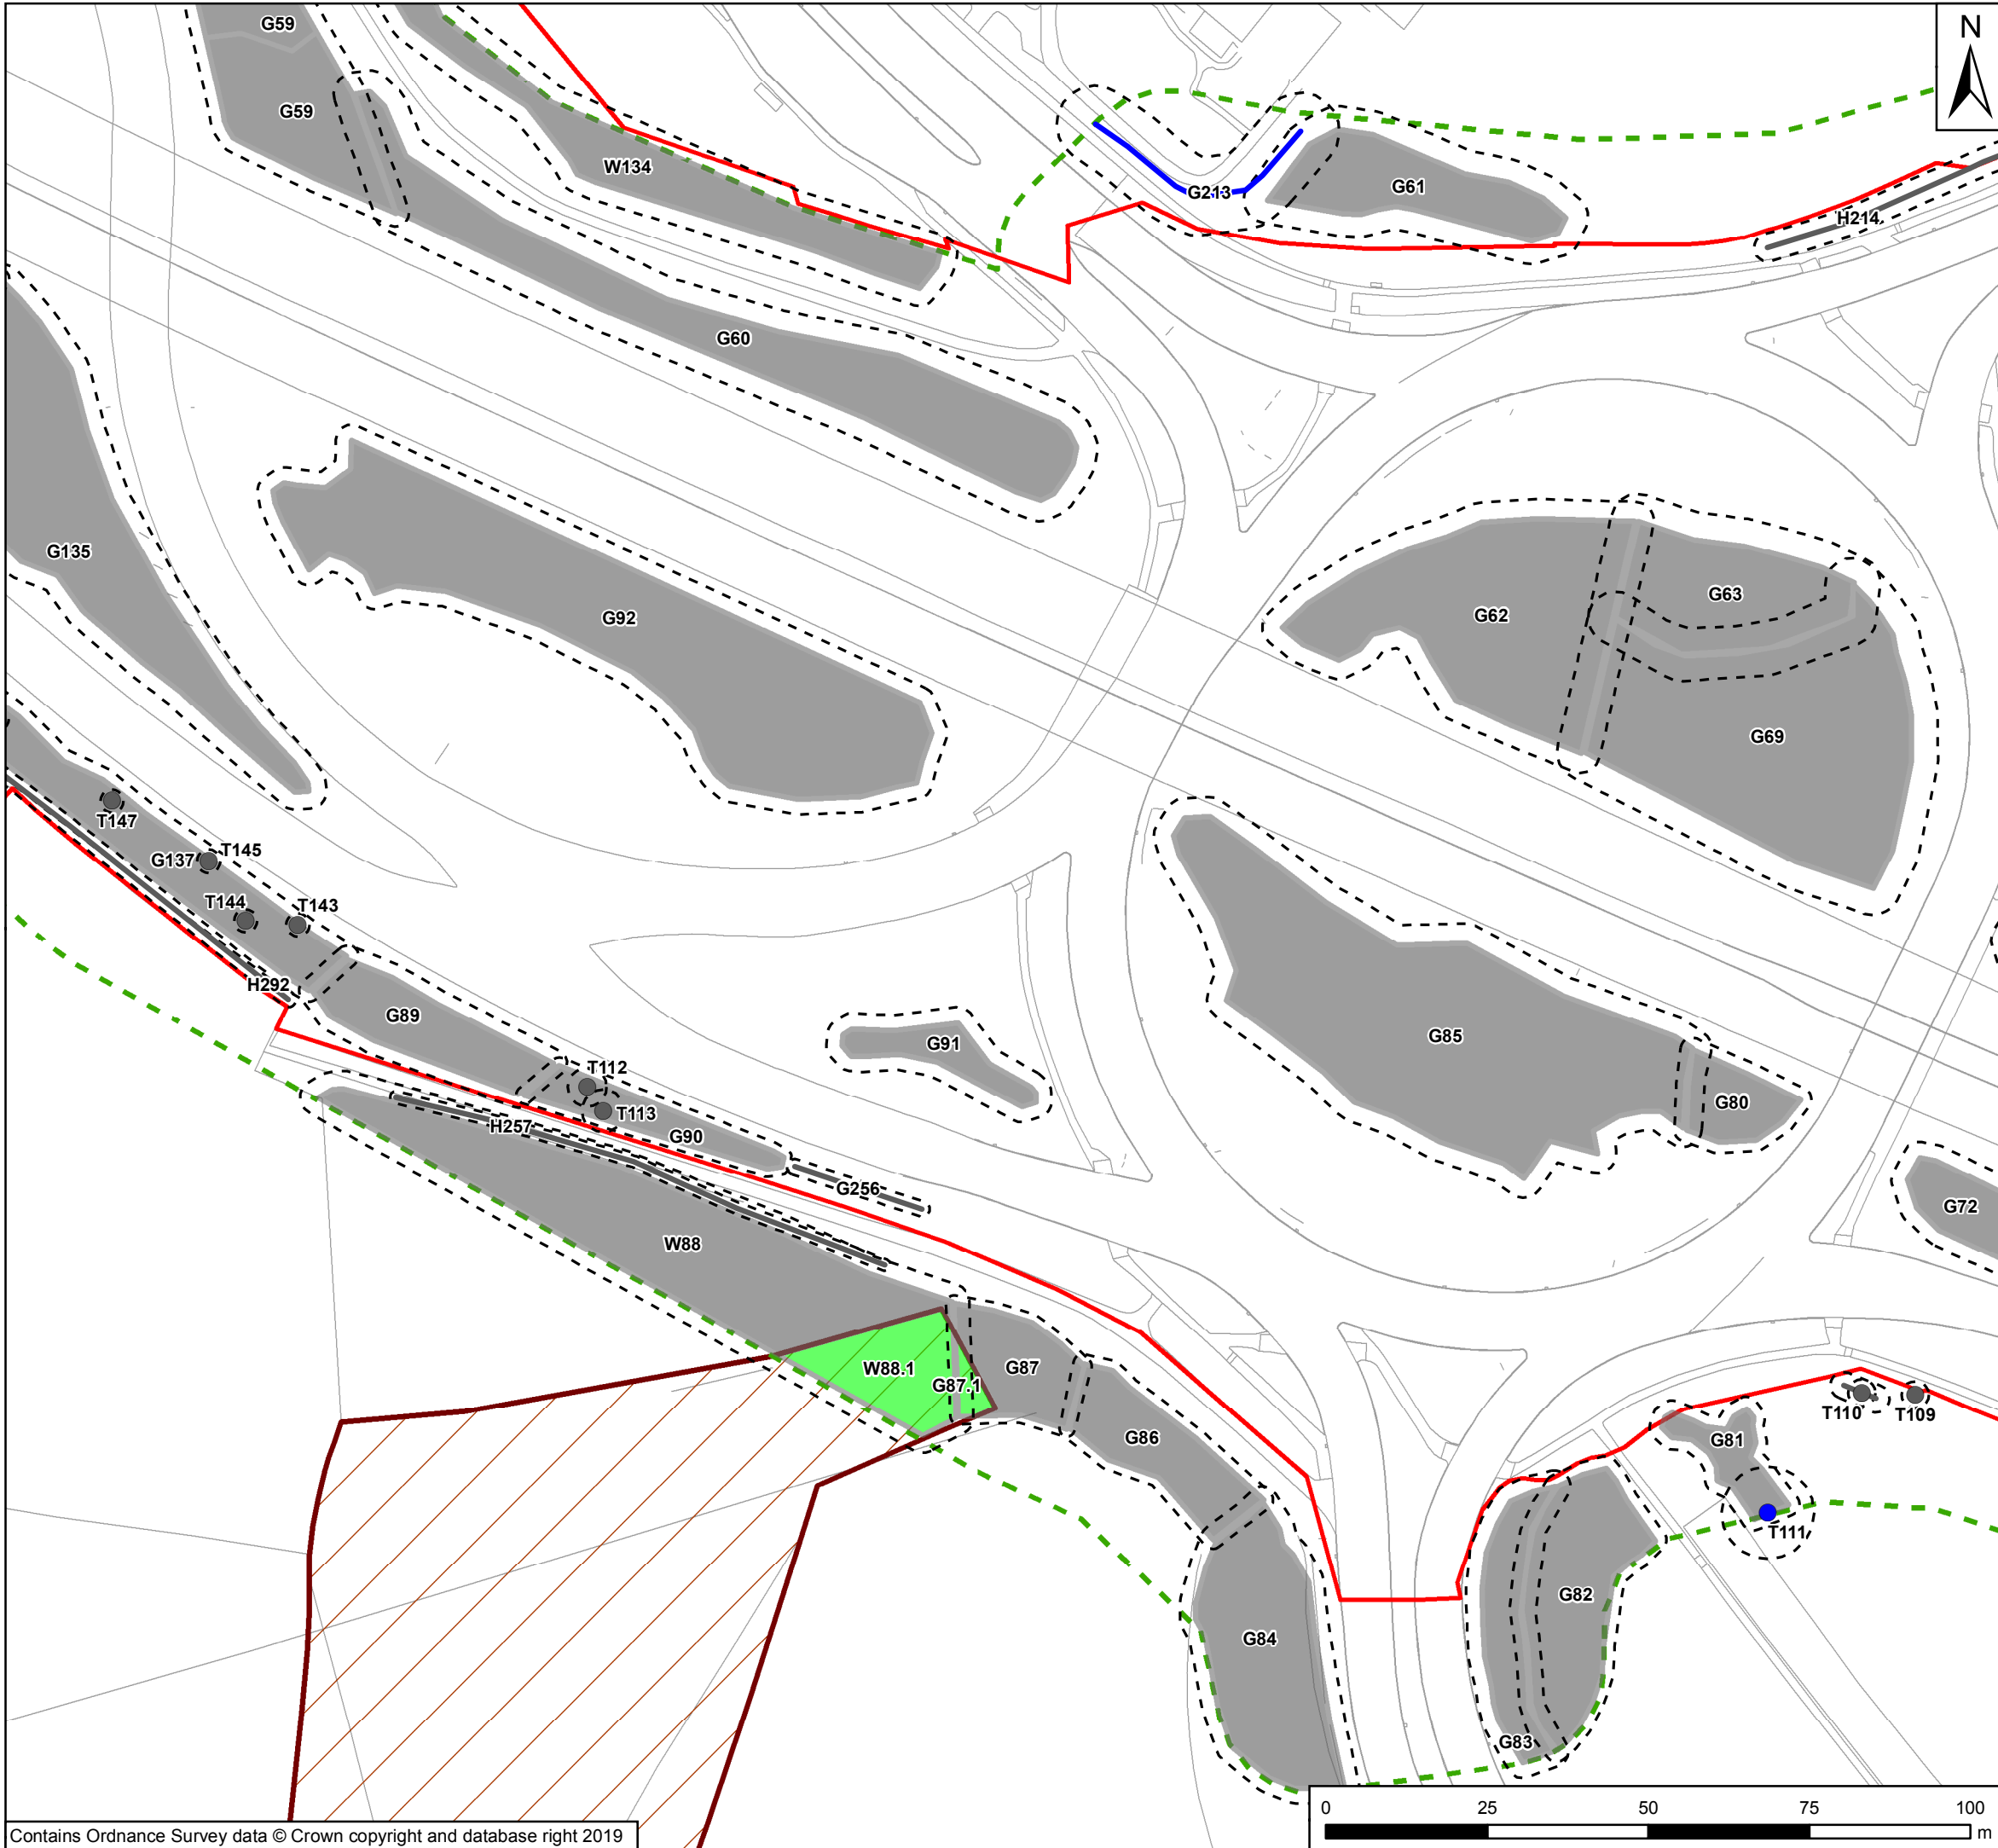 G59
N
G59
W134
G213
G61
H214
G60
G135
G92
G62
G63
G69
T147
G137
T145
T144
T143
H292
G89
G91
G85
T112
T113
G80
H257
G90
G256
G72
W88
W88.1
G87
G87.1
G86
T110
T109
G81
T111
G82
G84
G83
0 25 50 75 100
m
Contains Ordnance Survey data © Crown copyright and database right 2019